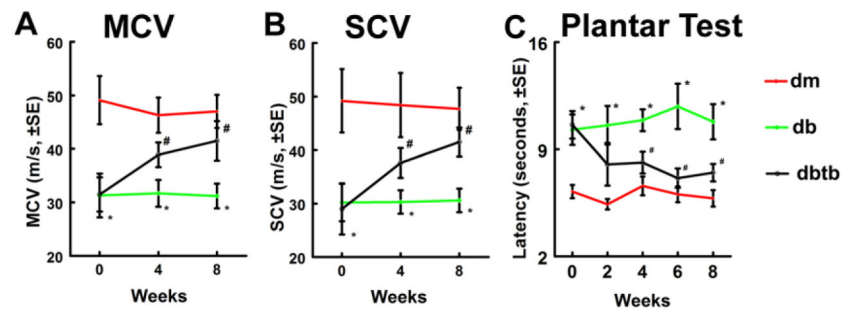 A MCV
MCV (m/s, ±SE)
60
50
40
30
20
#
#
*
*
*
0 4 8
Weeks
B SCV
SCV (m/s, ±SE)
60
50
40
30
20
#
#
*
*
*
0 4 8
Weeks
C Plantar Test
Latency (seconds, ±SE)
16
9
2
*
*
*
*
*
#
#
#
0 2 4 6 8
Weeks
dm
db
dbtb